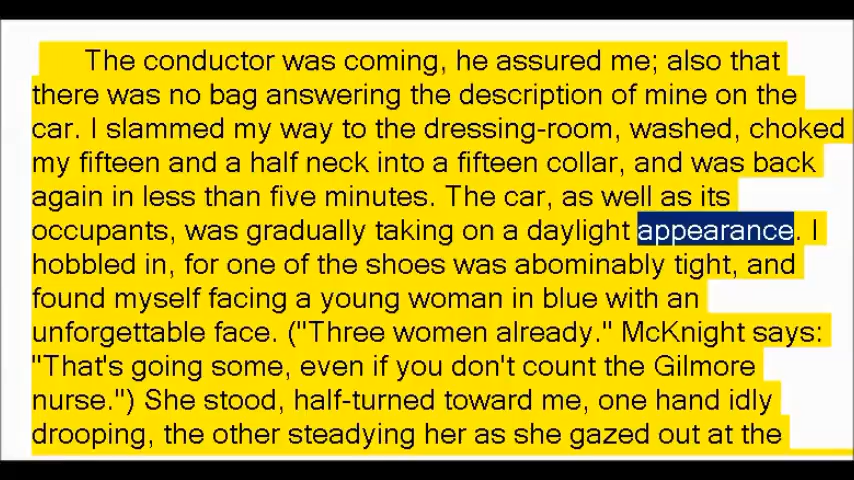 The conductor was coming, he assured me; also that
there was no bag answering the description of mine on the
car. I slammed my way to the dressing-room, washed, choked
my fifteen and a half neck into a fifteen collar, and was back
again in less than five minutes. The car, as well as its
occupants, was gradually taking on a daylight appearance. I
hobbled in, for one of the shoes was abominably tight, and
found myself facing a young woman in blue with an
unforgettable face. ("Three women already." McKnight says:
"That's going some, even if you don't count the Gilmore
nurse.") She stood, half-turned toward me, one hand idly
drooping, the other steadying her as she gazed out at the